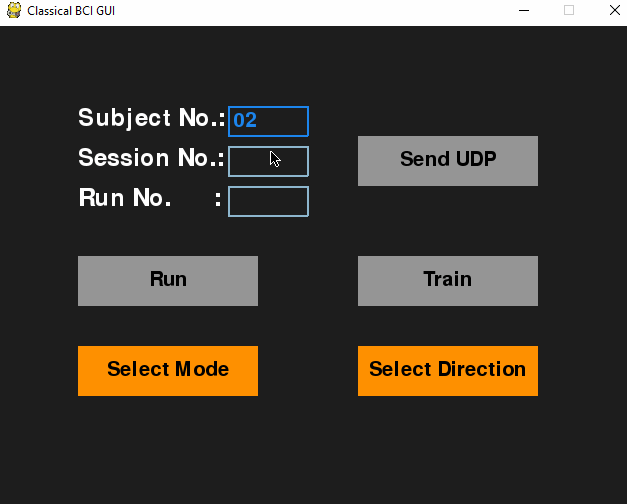 Classical BCI GUI
Subject No.: 02
Session No.:
Run No. :
Send UDP
Run
Train
Select Mode
Select Direction